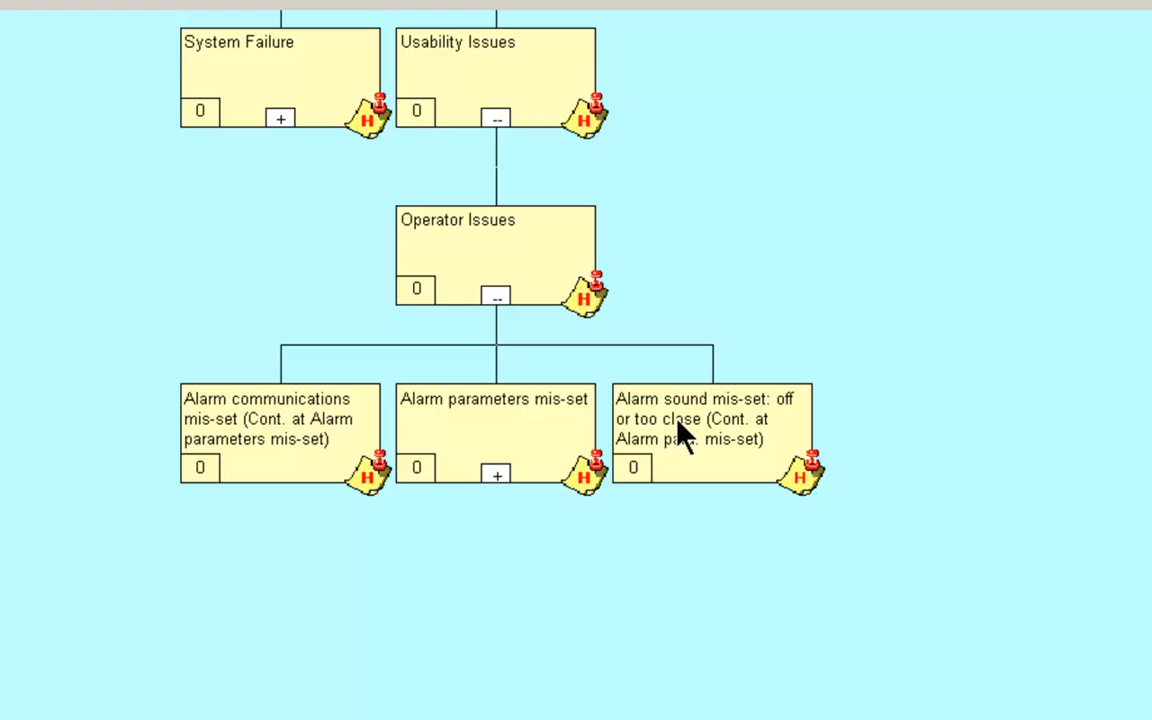 System Failure
0
+
H
Usability Issues
0
--
H
Operator Issues
0
--
H
Alarm communications
mis-set (Cont. at Alarm
parameters mis-set)
0
H
Alarm parameters mis-set
0
+
H
Alarm sound mis-set: off
or too close (Cont. at
Alarm mis-set)
0
H